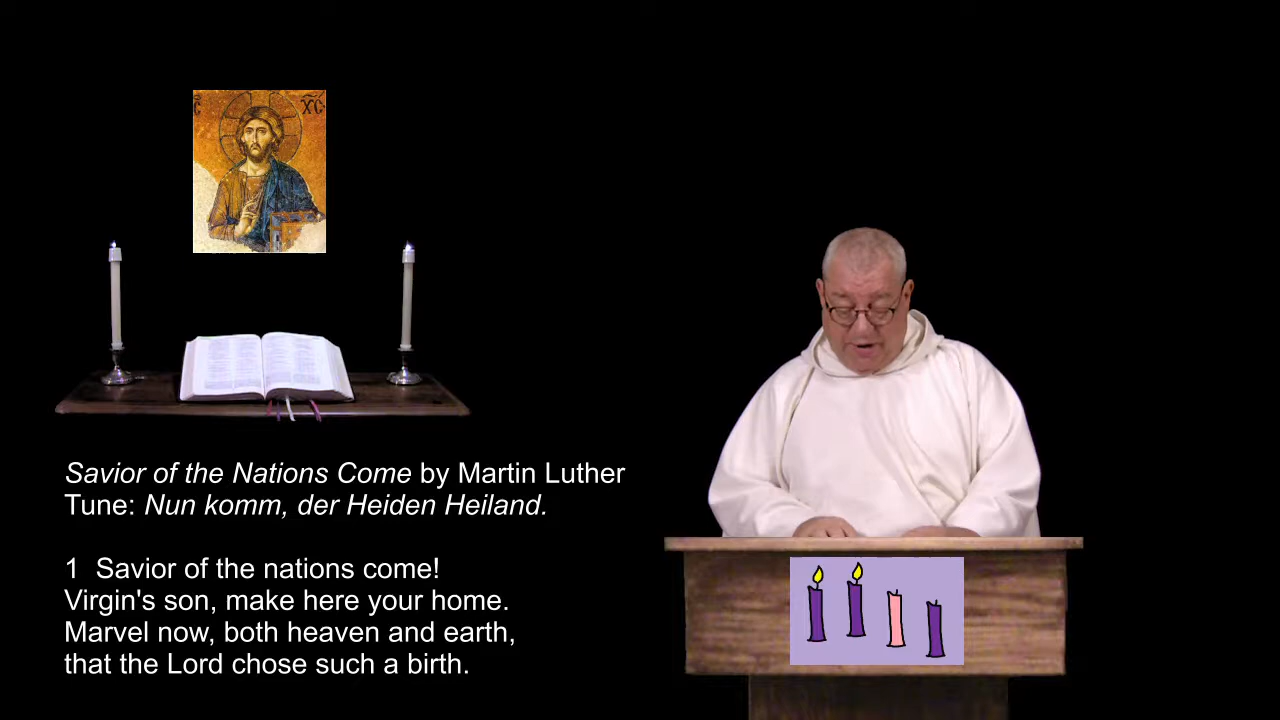 XC
Savior of the Nations Come by Martin Luther
Tune: Nun komm, der Heiden Heiland.
1 Savior of the nations come!
Virgin's son, make here your home.
Marvel now, both heaven and earth,
that the Lord chose such a birth.